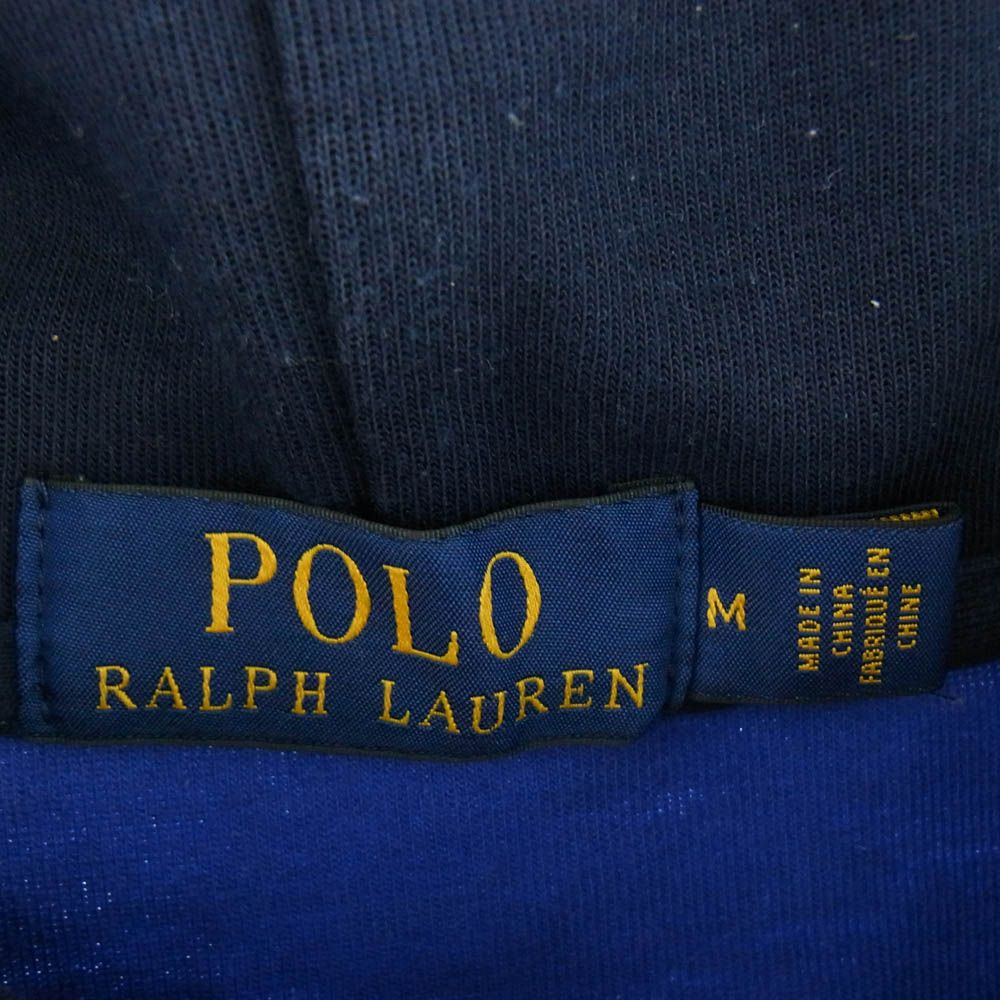 POLO
RALPH LAUREN
M
MADE IN
CHINA
FABRIQUÉ EN
CHINE